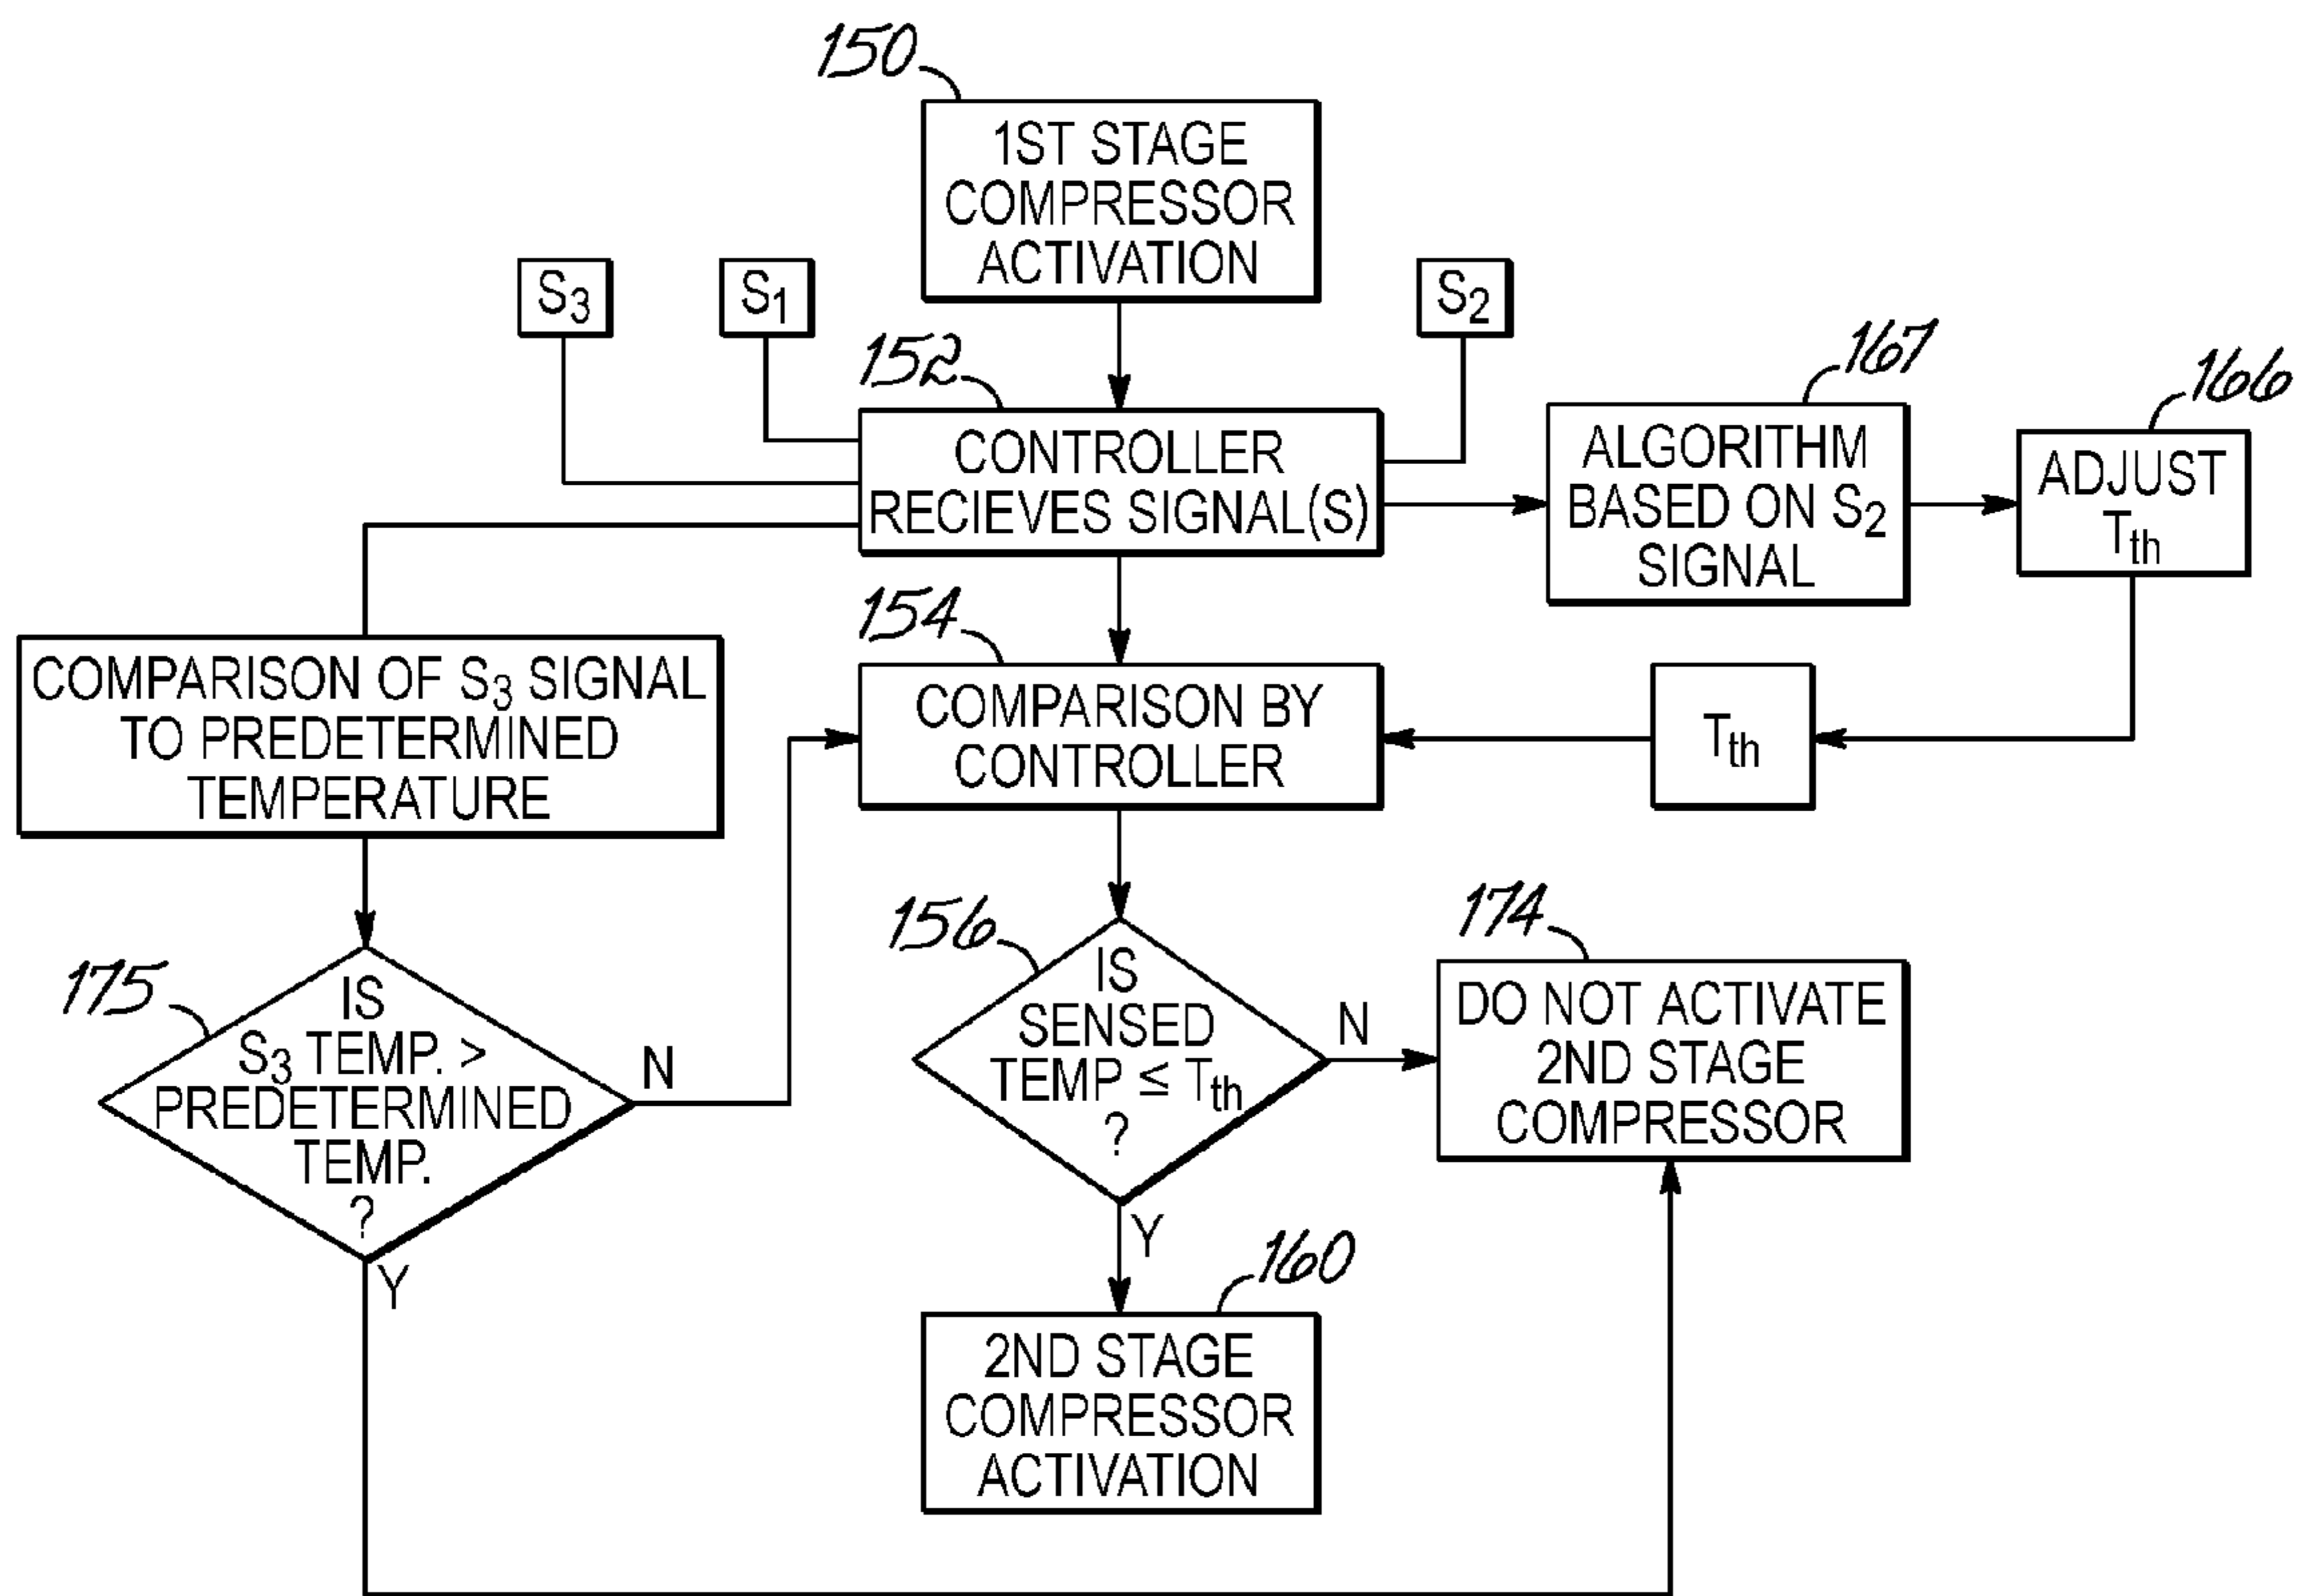 150
1ST STAGE
COMPRESSOR
ACTIVATION
S3
S1
S2
152
CONTROLLER
RECIEVES SIGNAL(S)
167
ALGORITHM
BASED ON S2
SIGNAL
166
ADJUST
Tth
COMPARISON OF S3 SIGNAL
TO PREDETERMINED
TEMPERATURE
154
COMPARISON BY
CONTROLLER
Tth
175
IS
S3 TEMP. >
PREDETERMINED
TEMP.
?
N
Y
156
IS
SENSED
TEMP ≤ Tth
?
N
Y
174
DO NOT ACTIVATE
2ND STAGE
COMPRESSOR
160
2ND STAGE
COMPRESSOR
ACTIVATION